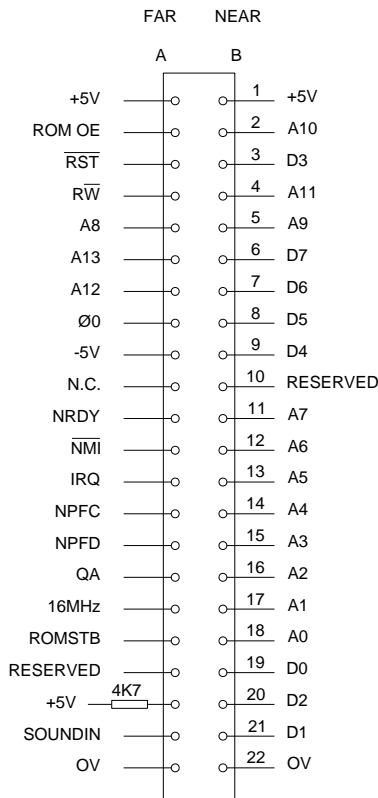 FAR NEAR
A B
+5V 1 +5V
ROM OE 2 A10
RST 3 D3
RW 4 A11
A8 5 A9
A13 6 D7
A12 7 D6
Ø0 8 D5
-5V 9 D4
N.C. 10 RESERVED
NRDY 11 A7
NMI 12 A6
IRQ 13 A5
NPFC 14 A4
NPFD 15 A3
QA 16 A2
16MHz 17 A1
ROMSTB 18 A0
RESERVED 19 D0
+5V 4K7 20 D2
SOUNDIN 21 D1
OV 22 OV